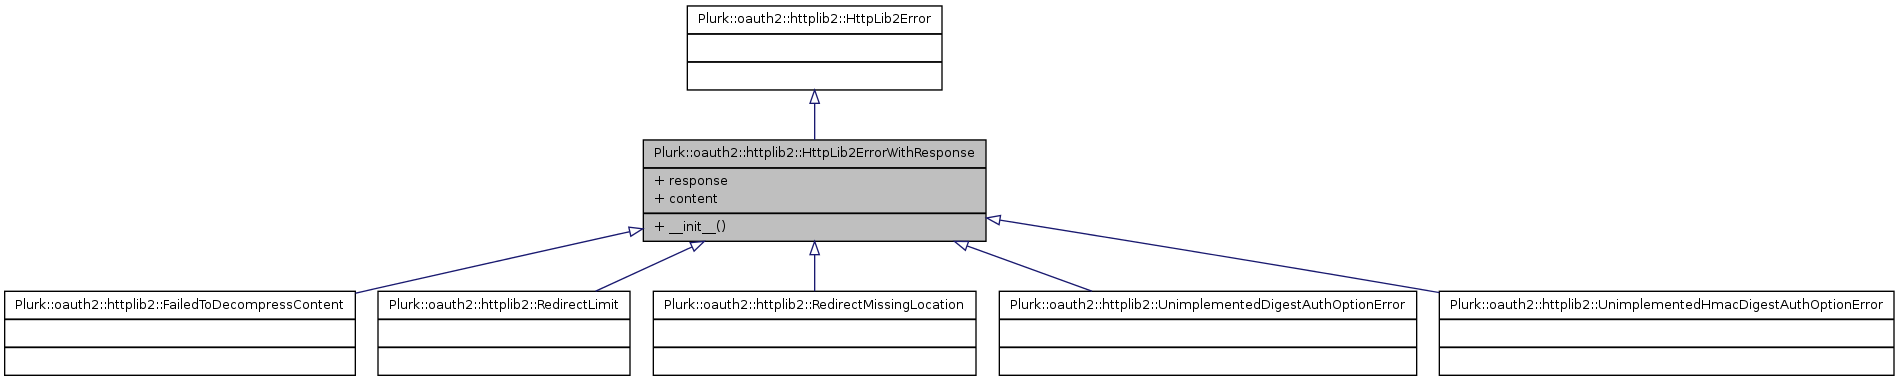 Plurk::oauth2::httplib2::HttpLib2Error
Plurk::oauth2::httplib2::HttpLib2ErrorWithResponse
+ response
+ content
+ __init__()
Plurk::oauth2::httplib2::FailedToDecompressContent
Plurk::oauth2::httplib2::RedirectLimit
Plurk::oauth2::httplib2::RedirectMissingLocation
Plurk::oauth2::httplib2::UnimplementedDigestAuthOptionError
Plurk::oauth2::httplib2::UnimplementedHmacDigestAuthOptionError